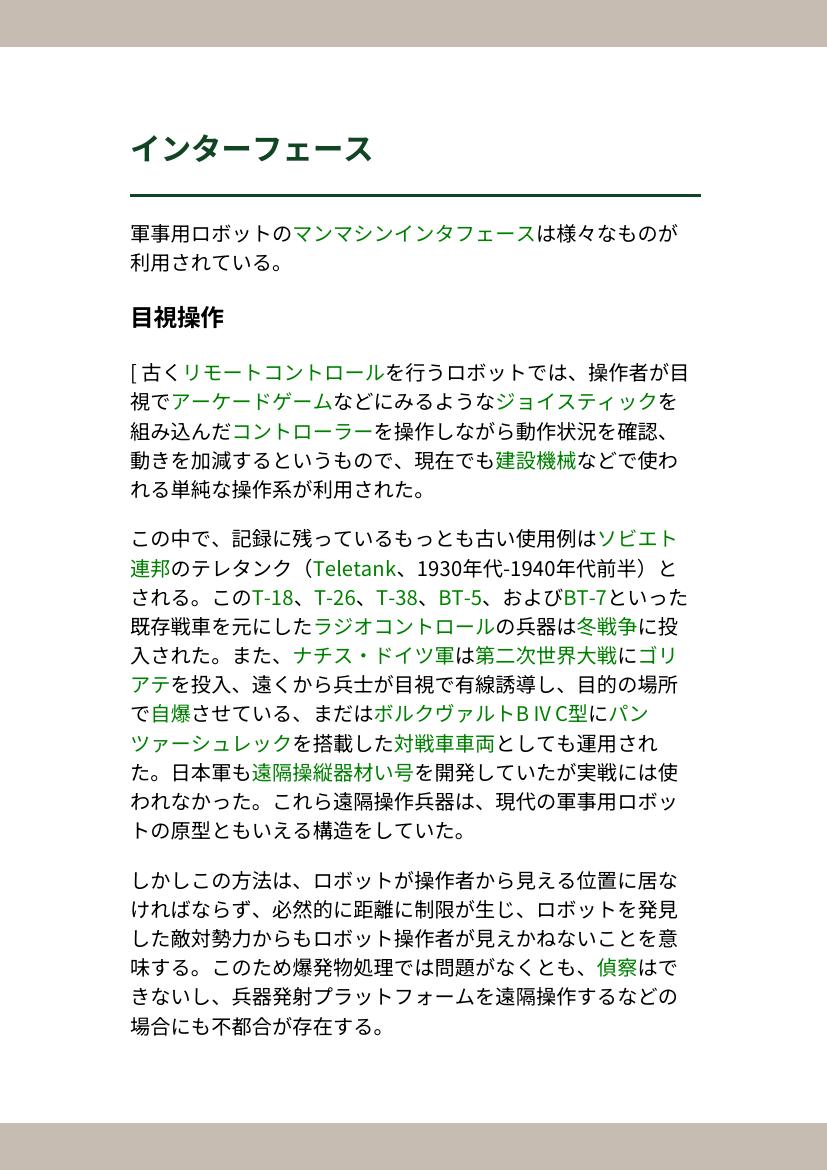 インターフェース
軍事用ロボットのマンマシンインタフェースは様々なものが
利用されている。
目視操作
[ 古くリモートコントロールを行うロボットでは、操作者が目
視でアーケードゲームなどにみるようなジョイスティックを
組み込んだコントローラーを操作しながら動作状況を確認、
動きを加減するというもので、現在でも建設機械などで使わ
れる単純な操作系が利用された。
この中で、記録に残っているもっとも古い使用例はソビエト
連邦のテレタンク（Teletank、1930年代-1940年代前半）と
される。このT-18、T-26、T-38、BT-5、およびBT-7といった
既存戦車を元にしたラジオコントロールの兵器は冬戦争に投
入された。また、ナチス・ドイツ軍は第二次世界大戦にゴリ
アテを投入、遠くから兵士が目視で有線誘導し、目的の場所
で自爆させている、まだはボルクヴァルトB IV C型にパン
ツァーシュレックを搭載した対戦車車両としても運用され
た。日本軍も遠隔操縦器材い号を開発していたが実戦には使
われなかった。これら遠隔操作兵器は、現代の軍事用ロボッ
トの原型ともいえる構造をしていた。
しかしこの方法は、ロボットが操作者から見える位置に居な
ければならず、必然的に距離に制限が生じ、ロボットを発見
した敵対勢力からもロボット操作者が見えかねないことを意
味する。このため爆発物処理では問題がなくとも、偵察はで
きないし、兵器発射プラットフォームを遠隔操作するなどの
場合にも不都合が存在する。